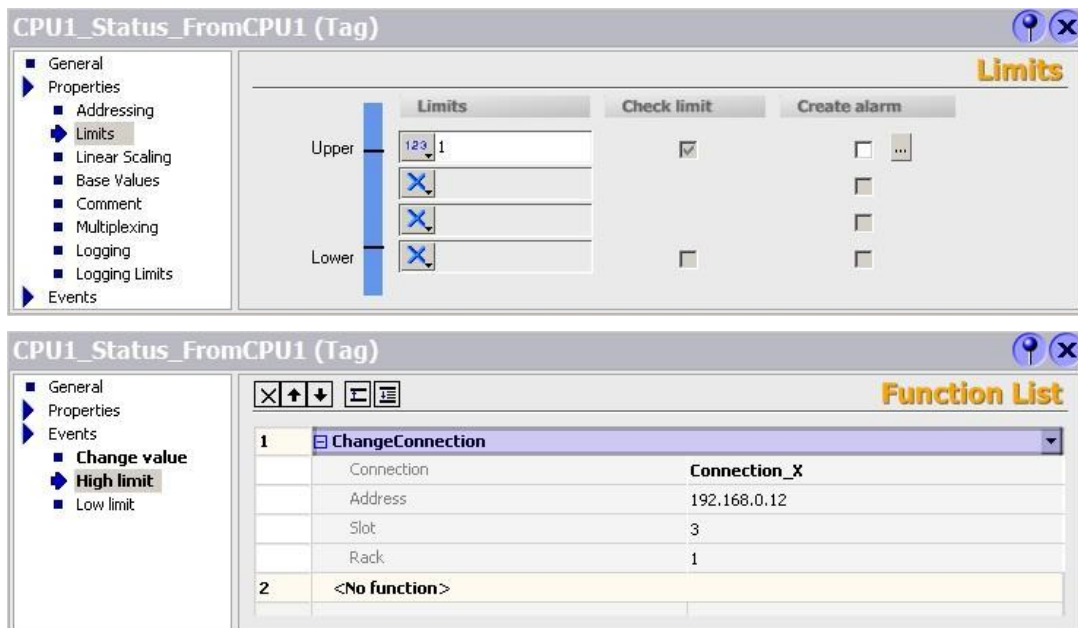 CPU1_Status_FromCPU1 (Tag)
General
Properties
Addressing
Limits
Linear Scaling
Base Values
Comment
Multiplexing
Logging
Logging Limits
Events
Limits
Limits Check limit Create alarm
Upper 123 1 ...
Lower
CPU1_Status_FromCPU1 (Tag)
General
Properties
Events
Change value
High limit
Low limit
Function List
1 ChangeConnection
Connection Connection_X
Address 192.168.0.12
Slot 3
Rack 1
2 <No function>